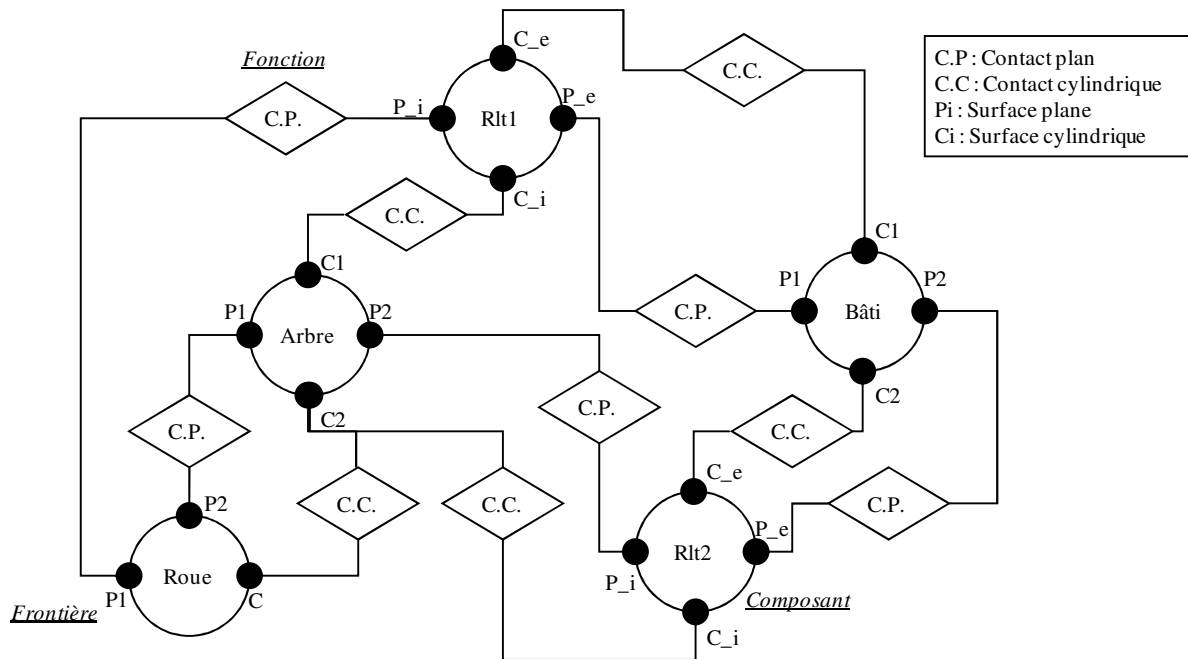 C_e
Fonction
C.C.
C.P : Contact plan
C.C : Contact cylindrique
Pi : Surface plane
Ci : Surface cylindrique
P_i
P_e
C.P.
Rlt1
C_i
C.C.
C1
C1
P1
P2
P1
P2
Arbre
Bâti
C.P.
C2
C2
C.P.
C.P.
C.C.
C_e
P2
C.C.
C.C.
C.P.
P_e
Roue
Rlt2
P1
C
P_i
Frontière
Composant
C_i